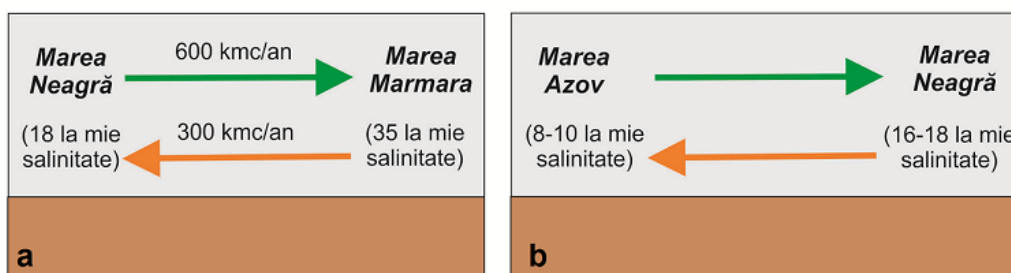 Marea
Neagră
600 kmc/an
Marea
Marmara
(18 la mie
salinitate)
300 kmc/an
(35 la mie
salinitate)
a
Marea
Azov
Marea
Neagră
(8-10 la mie
salinitate)
(16-18 la mie
salinitate)
b